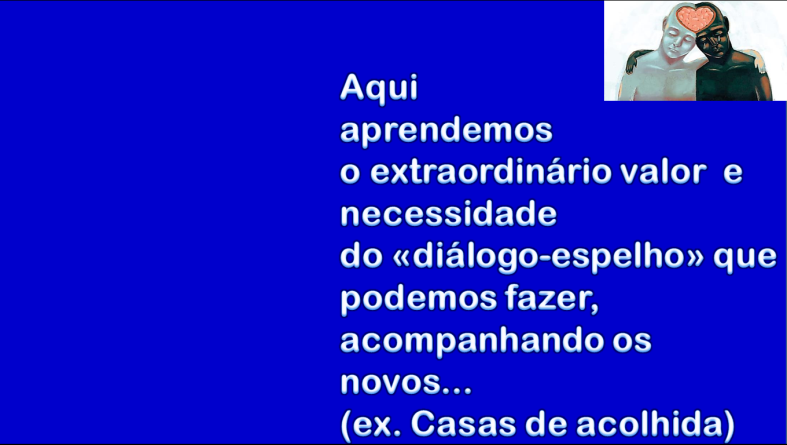 Aqui
aprendemos
o extraordinário valor e
necessidade
do «diálogo-espelho» que
podemos fazer,
acompanhando os
novos...
(ex. Casas de acolhida)